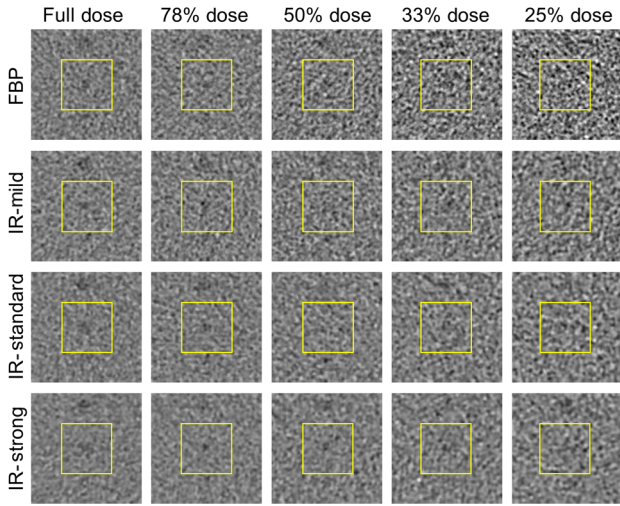 Full dose 78% dose 50% dose 33% dose 25% dose
FBP
IR-mild
IR- standard
IR- strong